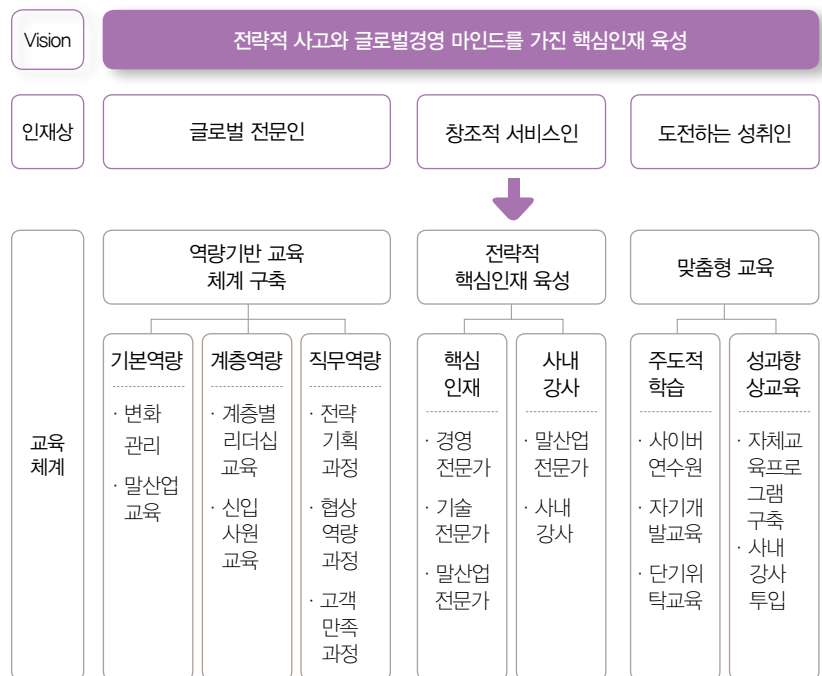 Vision
전략적 사고와 글로벌경영 마인드를 가진 핵심인재 육성
인재상
글로벌 전문인
창조적 서비스인
도전하는 성취인
교육
체계
역량기반 교육
체계 구축
기본역량
· 변화
관리
· 말산업
교육
계층역량
· 계층별
리더십
교육
· 신입
사원
교육
직무역량
· 전략
기획
과정
· 협상
역량
과정
· 고객
만족
과정
전략적
핵심인재 육성
핵심
인재
· 경영
전문가
· 기술
전문가
· 말산업
전문가
사내
강사
· 말산업
전문가
· 사내
강사
맞춤형 교육
주도적
학습
· 사이버
연수원
· 자기개
발교육
· 단기위
탁교육
성과향
상교육
· 자체교
육프로
그램
구축
· 사내
강사
투입